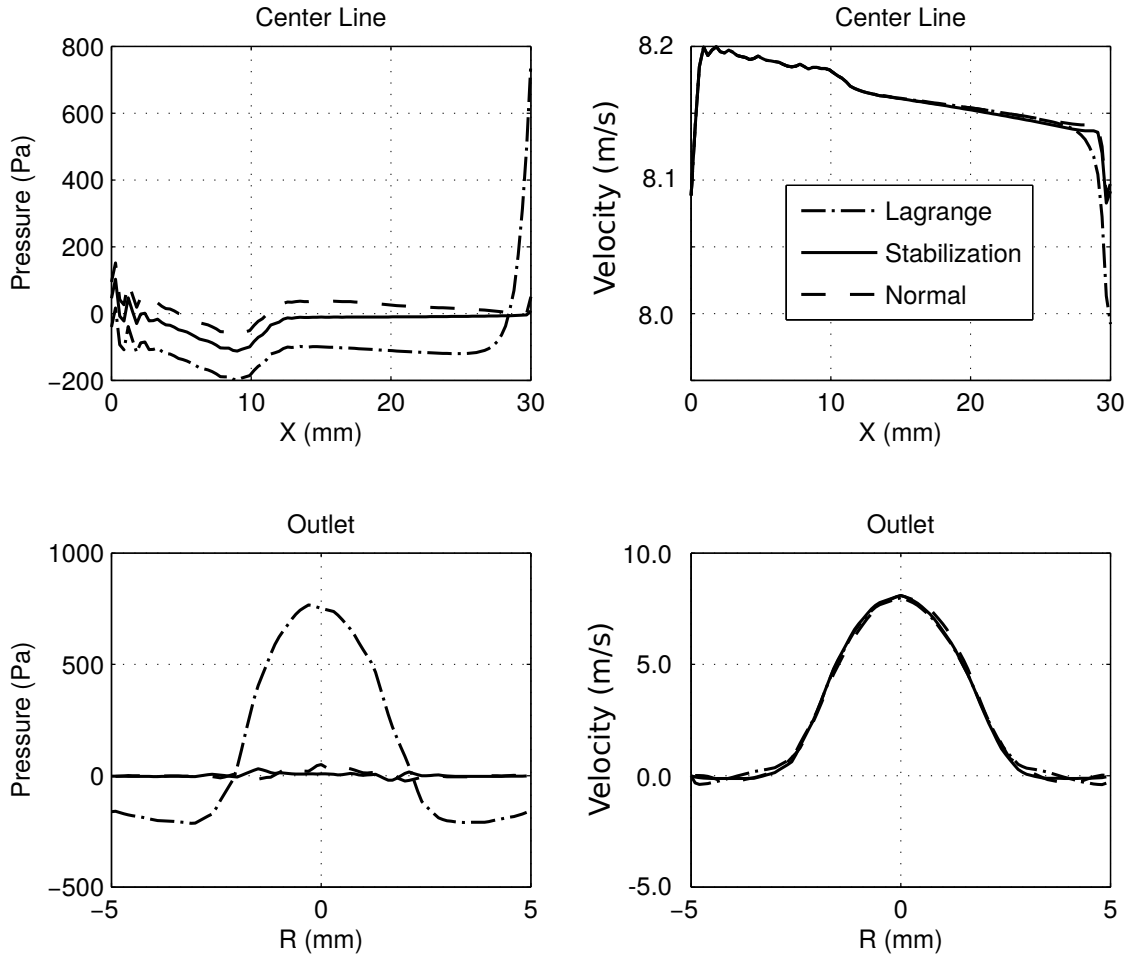 Center Line
800
600
400
200
0
−200
Pressure (Pa)
0
10
20
30
X (mm)
Center Line
8.2
8.1
8.0
Velocity (m/s)
Lagrange
Stabilization
Normal
0
10
20
30
X (mm)
Outlet
1000
500
0
−500
Pressure (Pa)
−5
0
5
R (mm)
Outlet
10.0
5.0
0.0
-5.0
Velocity (m/s)
−5
0
5
R (mm)